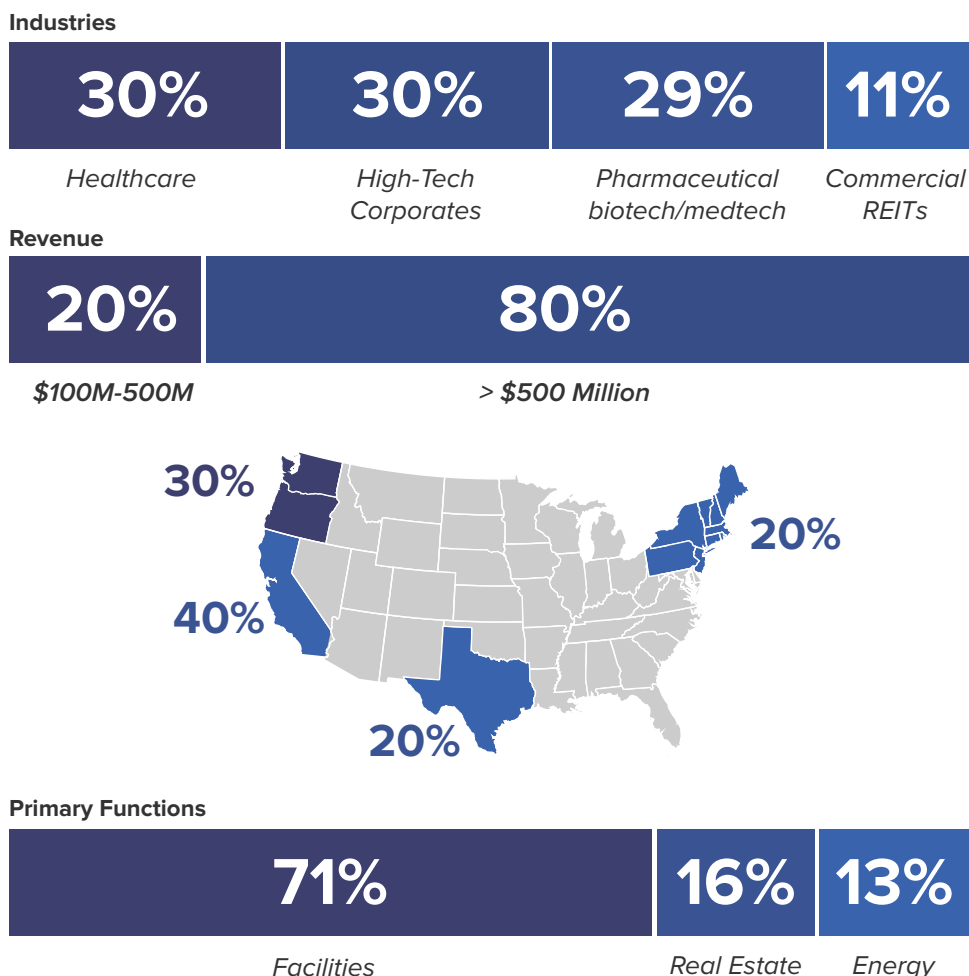 Industries
30% 30% 29% 11%
Healthcare High-Tech Pharmaceutical Commercial
Corporates biotech/medtech REITs
Revenue
20% 80%
$100M-500M > $500 Million
30%
20%
40%
20%
Primary Functions
71% 16% 13%
Facilities Real Estate Energy